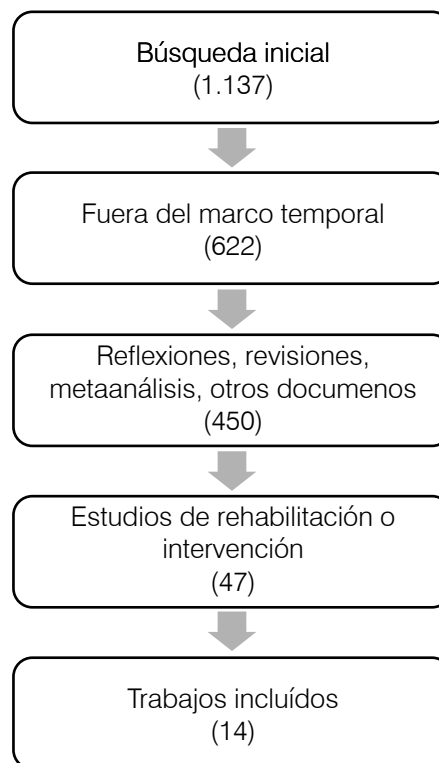 Búsqueda inicial
(1.137)
Fuera del marco temporal
(622)
Reflexiones, revisiones,
metaanálisis, otros documenos
(450)
Estudios de rehabilitación o
intervención
(47)
Trabajos incluídos
(14)